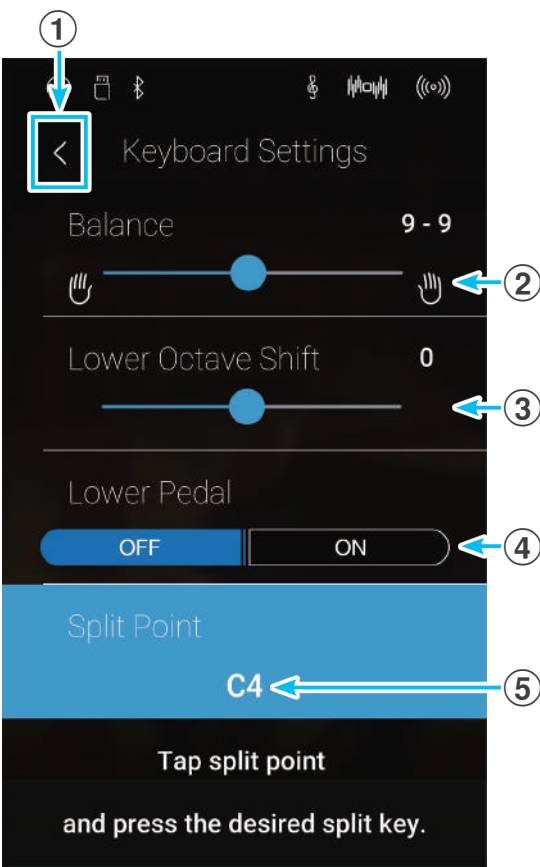 ①
< Keyboard Settings
Balance 9 - 9
②
Lower Octave Shift 0
③
Lower Pedal
OFF ON ④
Split Point
C4 ⑤
Tap split point
and press the desired split key.